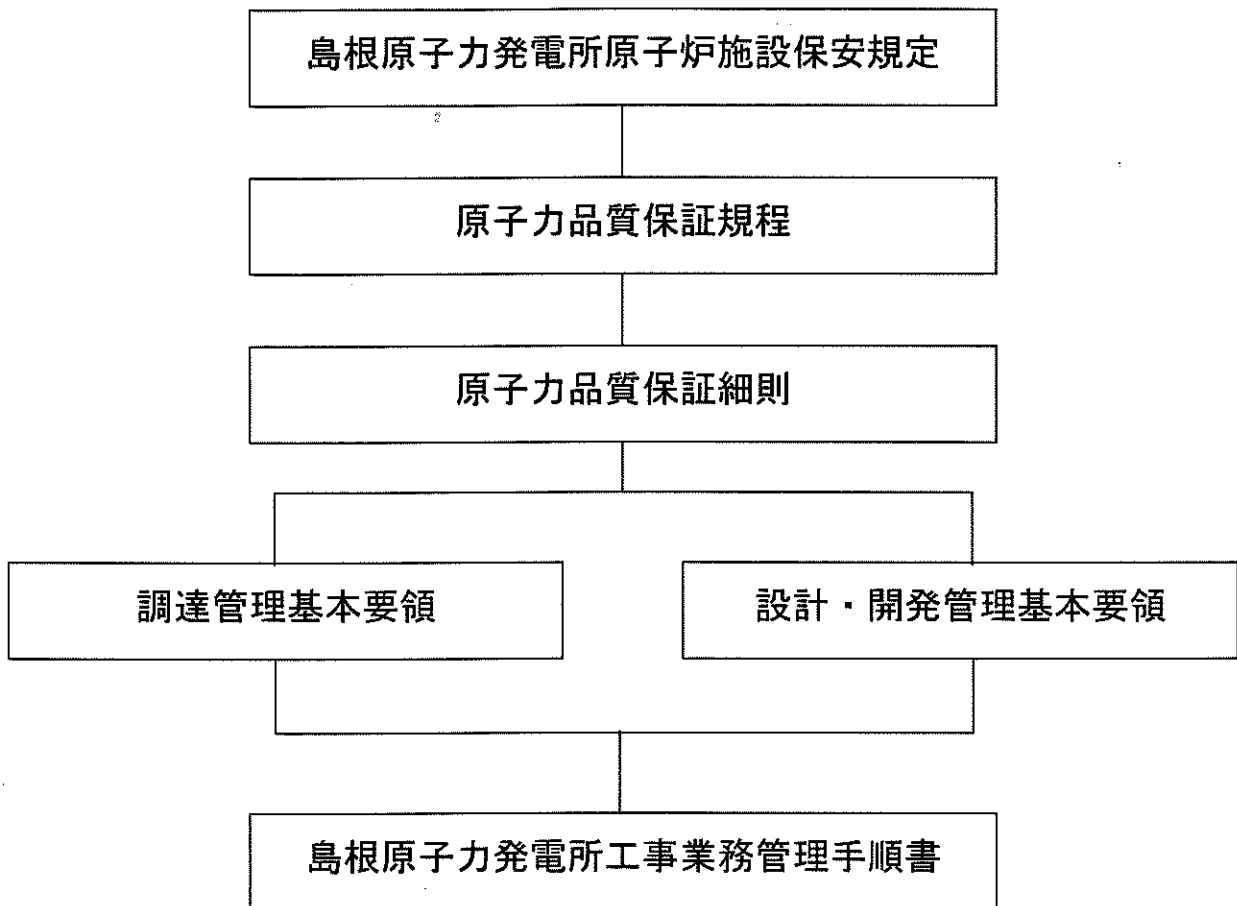 島根原子力発電所原子炉施設保安規定
原子力品質保証規程
原子力品質保証細則
調達管理基本要領
設計・開発管理基本要領
島根原子力発電所工事業務管理手順書